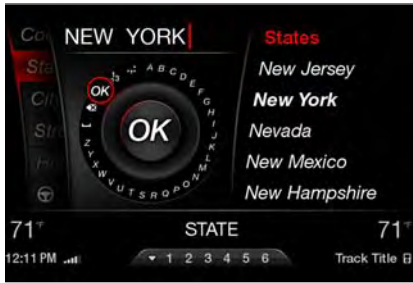 NEW YORK
States
Sta
New Jersey
New York
Nevada
New Mexico
New Hampshire
OK
OK
A B C D E F G H I J K L M N O P Q R S T U V W X Y Z
71°F
STATE
71°F
12:11 PM
1 2 3 4 5 6
Track Title